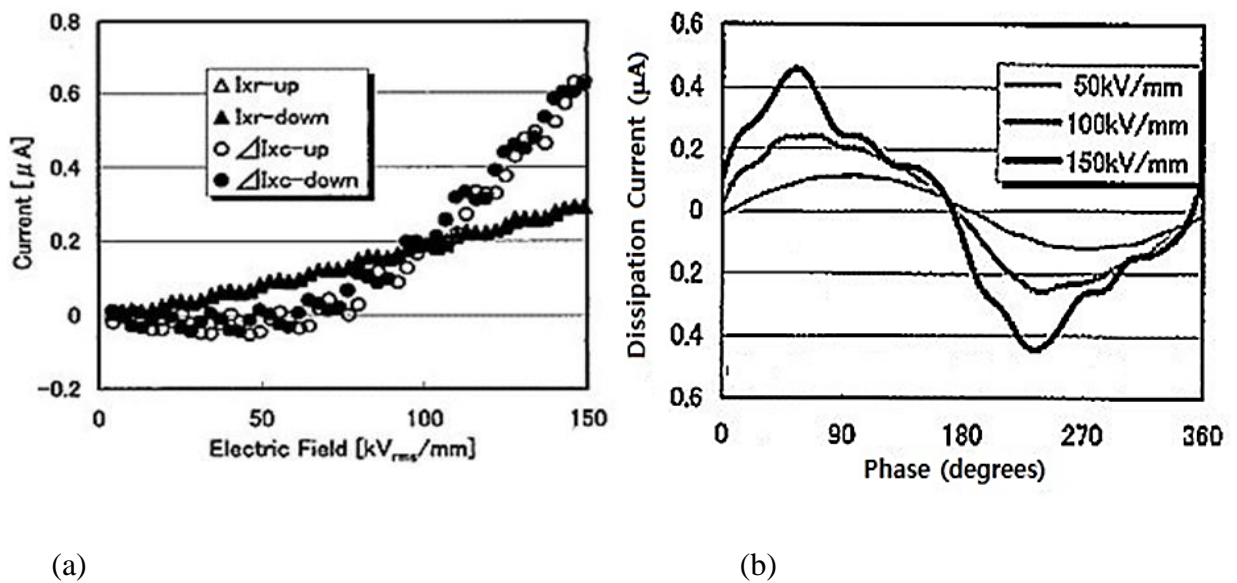 0.8
0.6
0.4
0.2
0
-0.2
Current [μA]
△ Ixr-up
▲ Ixr-down
○ ⊿Ixc-up
● ⊿Ixc-down
0 50 100 150
Electric Field [kVrms/mm]
(a)
0.6
0.4
0.2
0
0.2
0.4
0.6
Dissipation Current (μA)
50kV/mm
100kV/mm
150kV/mm
0 90 180 270 360
Phase (degrees)
(b)